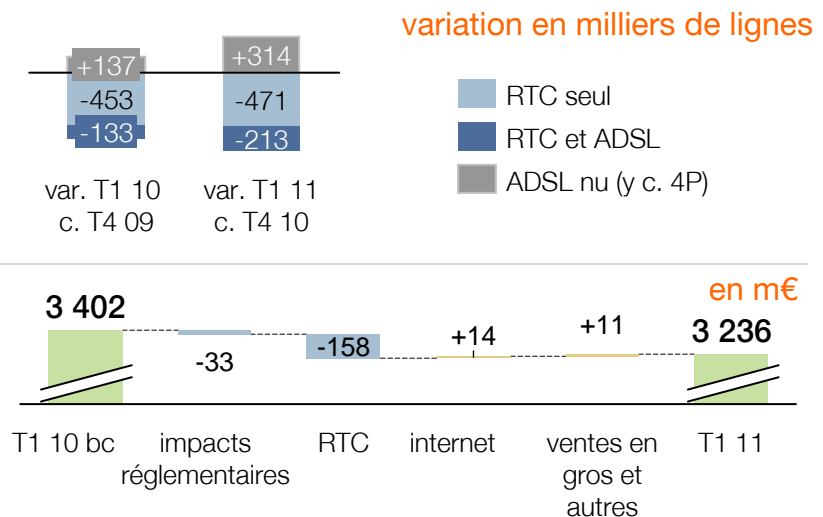 variation en milliers de lignes
+137
+314
-453
-471
-133
-213
var. T1 10
c. T4 09
var. T1 11
c. T4 10
RTC seul
RTC et ADSL
ADSL nu (y c. 4P)
en m€
3 402
-33
-158
+14
+11
3 236
T1 10 bc
impacts
réglementaires
RTC
internet
ventes en
gros et
autres
T1 11